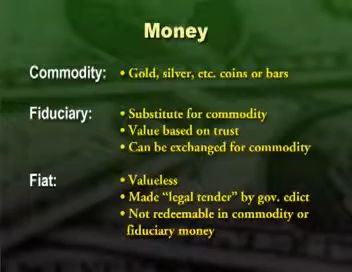 Money
Commodity: • Gold, silver, etc. coins or bars
Fiduciary: • Substitute for commodity
• Value based on trust
• Can be exchanged for commodity
Fiat: • Valueless
• Made “legal tender” by gov. edict
• Not redeemable in commodity or
fiduciary money